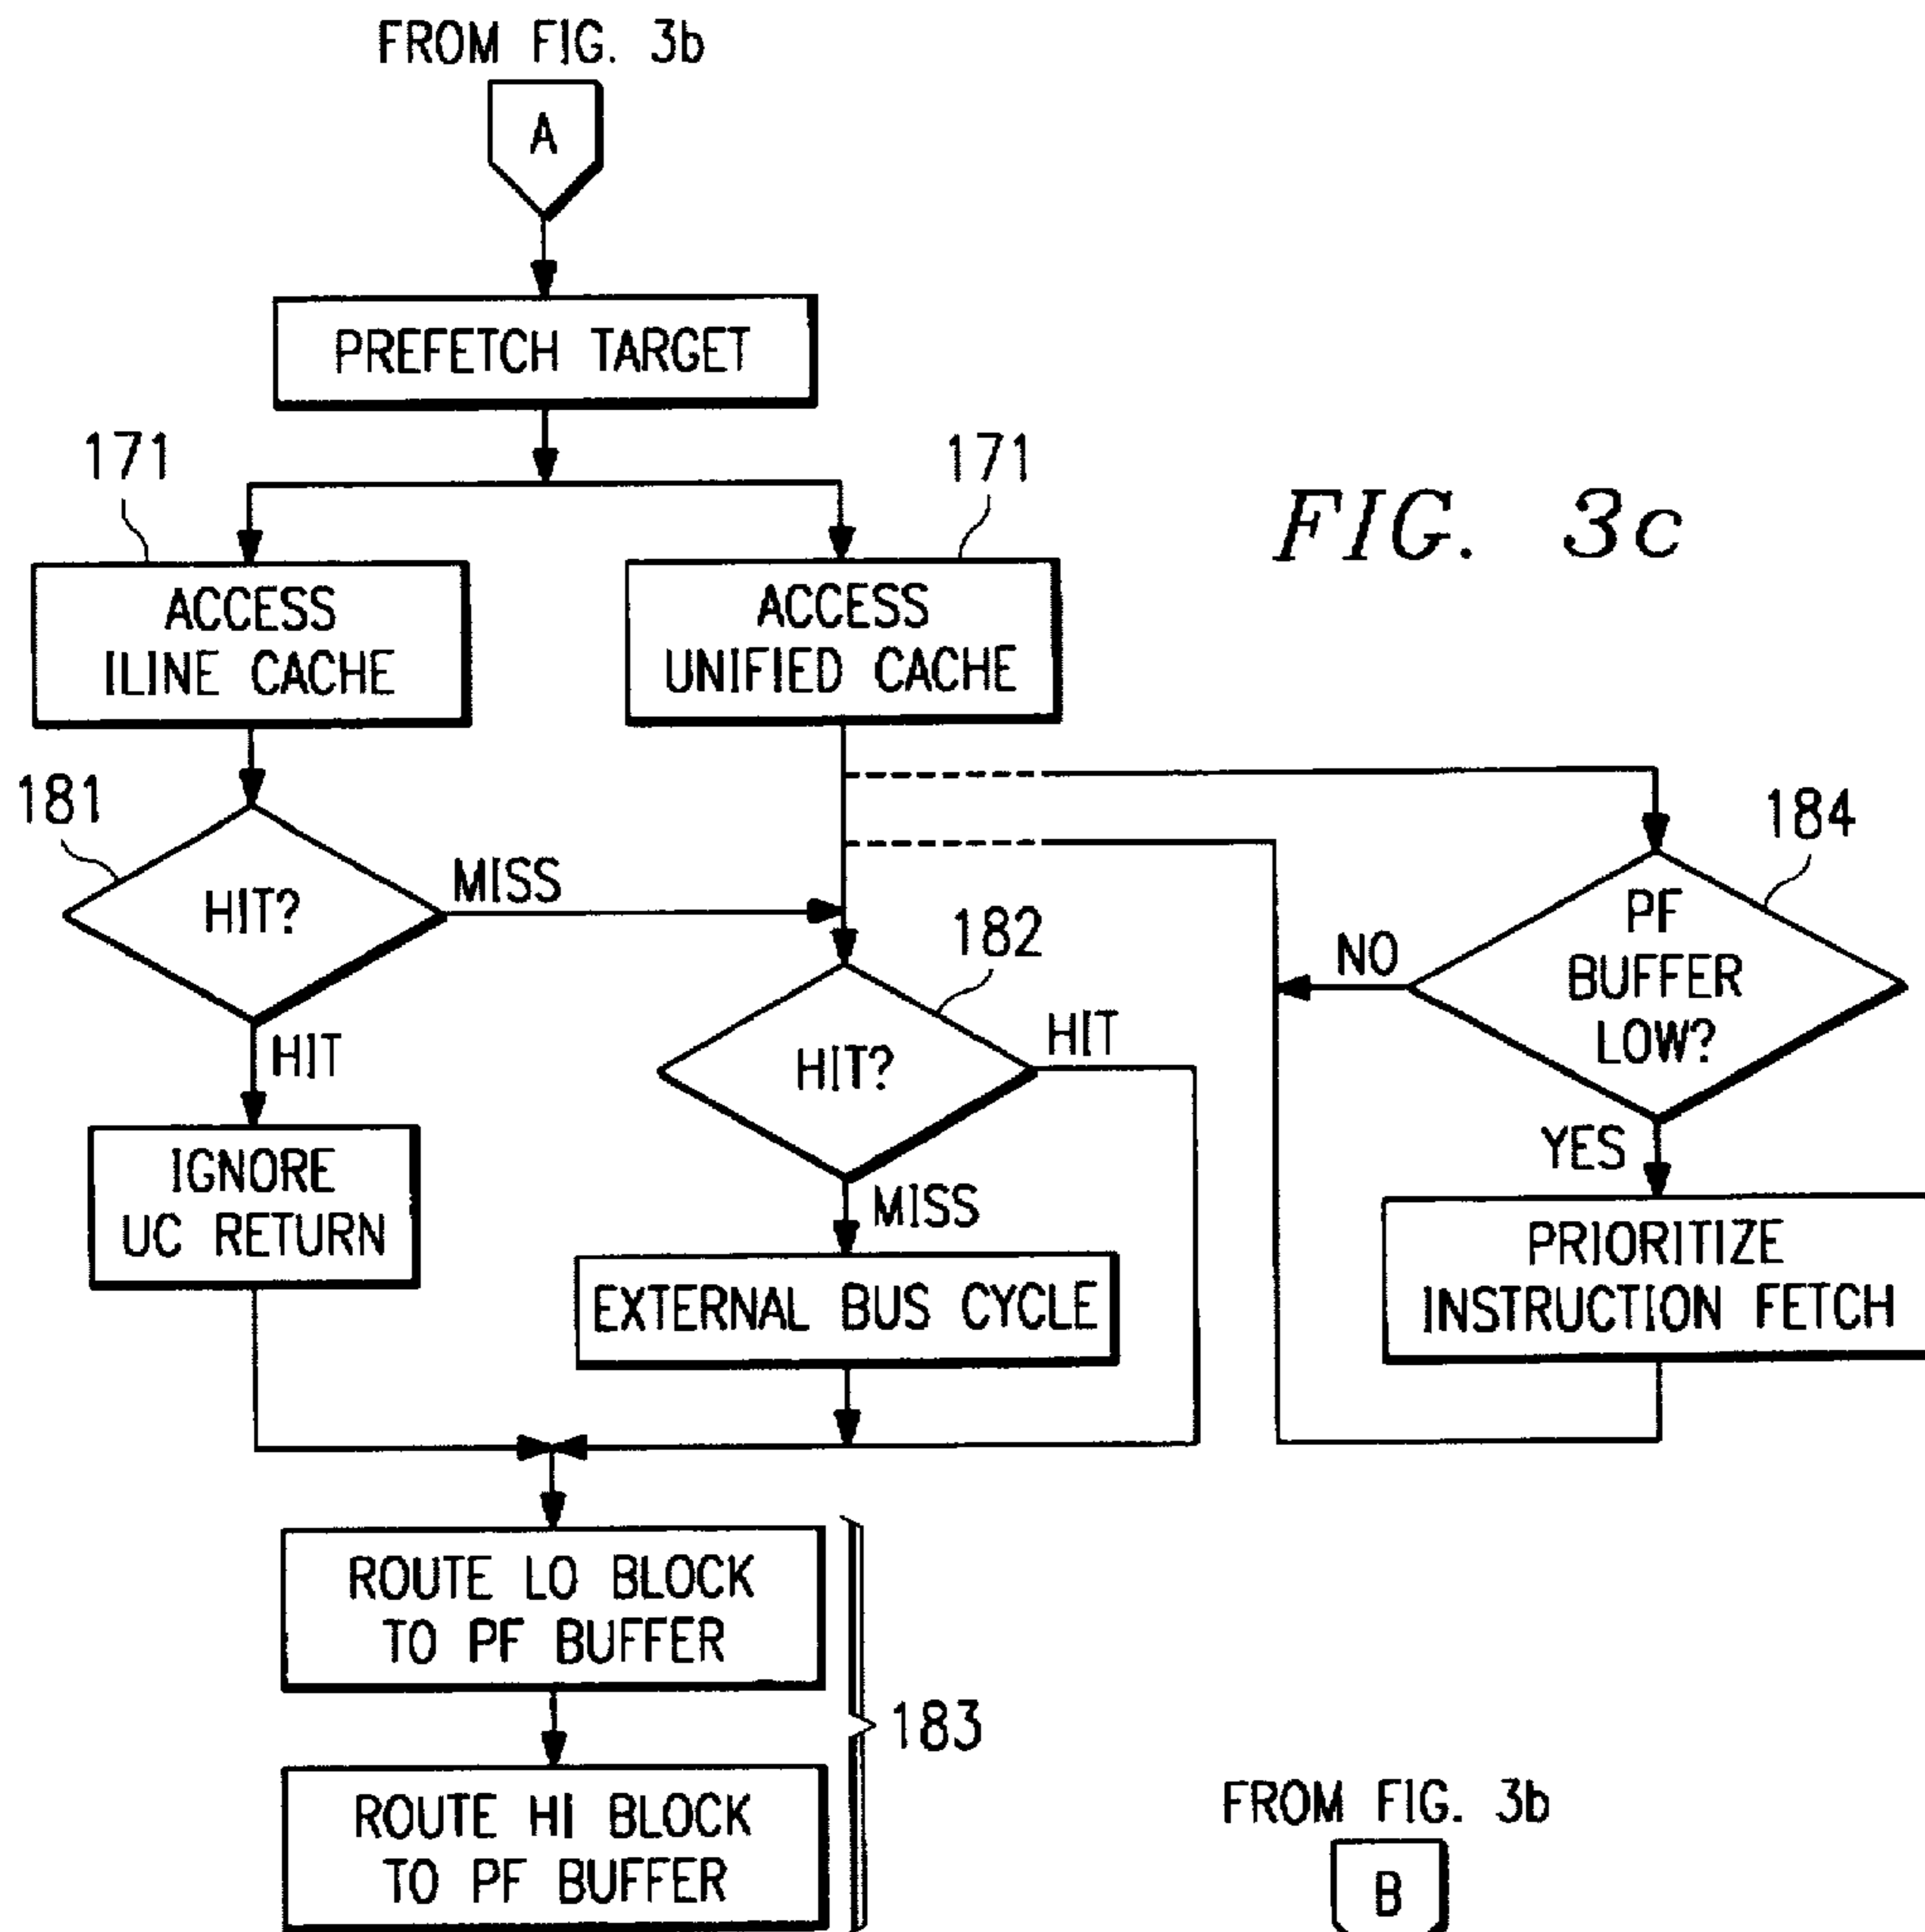 FROM FIG. 3b
A
PREFETCH TARGET
171
171
FIG. 3c
ACCESS
ILINE CACHE
ACCESS
UNIFIED CACHE
181
HIT?
MISS
HIT
182
HIT?
HIT
MISS
184
PF
BUFFER
LOW?
NO
YES
IGNORE
UC RETURN
EXTERNAL BUS CYCLE
PRIORITIZE
INSTRUCTION FETCH
ROUTE LO BLOCK
TO PF BUFFER
183
ROUTE HI BLOCK
TO PF BUFFER
FROM FIG. 3b
B